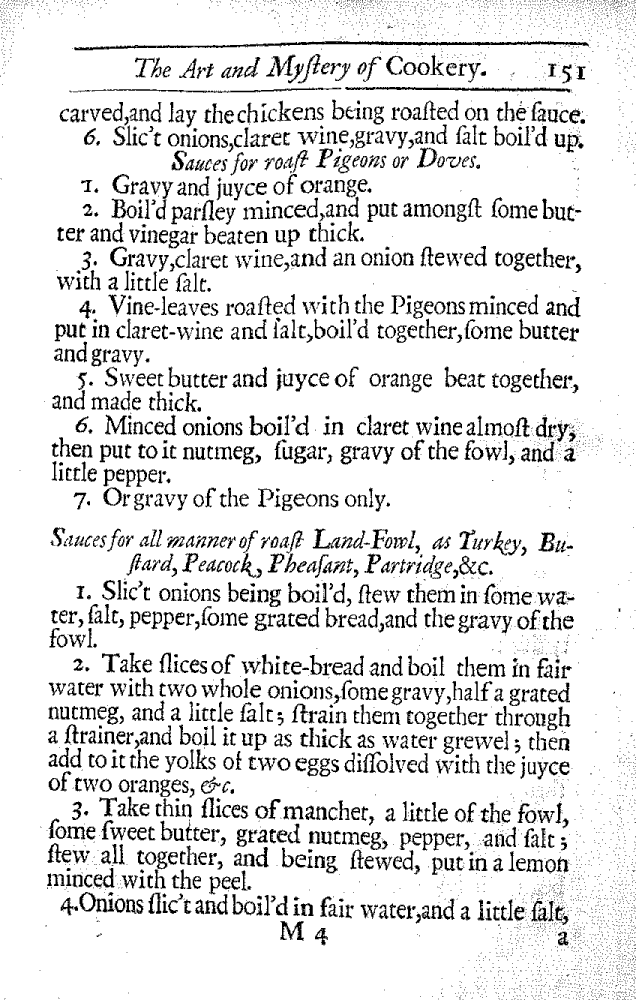 The Art and Myſtery of Cookery. 151
carved,and lay the chickens being roaſted on the ſauce.
6. Slic't onions,claret wine,gravy,and ſalt boil'd up.
Sauces for roaſt Pigeons or Doves.
1. Gravy and juyce of orange.
2. Boil'd parſley minced,and put amongſt ſome but-
ter and vinegar beaten up thick.
3. Gravy,claret wine,and an onion ſtewed together,
with a little ſalt.
4. Vine-leaves roaſted with the Pigeons minced and
put in claret-wine and ſalt,boil'd together,ſome butter
and gravy.
5. Sweet butter and juyce of orange beat together,
and made thick.
6. Minced onions boil'd in claret wine almoſt dry,
then put to it nutmeg, ſugar, gravy of the fowl, and a
little pepper.
7. Or gravy of the Pigeons only.
Sauces for all manner of roaſt Land-Fowl, as Turkey, Bu-
ſtard, Peacock, Pheaſant, Partridge,&c.
1. Slic't onions being boil'd, ſtew them in ſome wa-
ter, ſalt, pepper,ſome grated bread,and the gravy of the
fowl.
2. Take ſlices of white-bread and boil them in fair
water with two whole onions,ſome gravy,half a grated
nutmeg, and a little ſalt; ſtrain them together through
a ſtrainer,and boil it up as thick as water grewel; then
add to it the yolks of two eggs diſſolved with the juyce
of two oranges, &c.
3. Take thin ſlices of manchet, a little of the fowl,
ſome ſweet butter, grated nutmeg, pepper, and ſalt;
ſtew all together, and being ſtewed, put in a lemon
minced with the peel.
4.Onions ſlic't and boil'd in fair water,and a little ſalt,
M 4 a